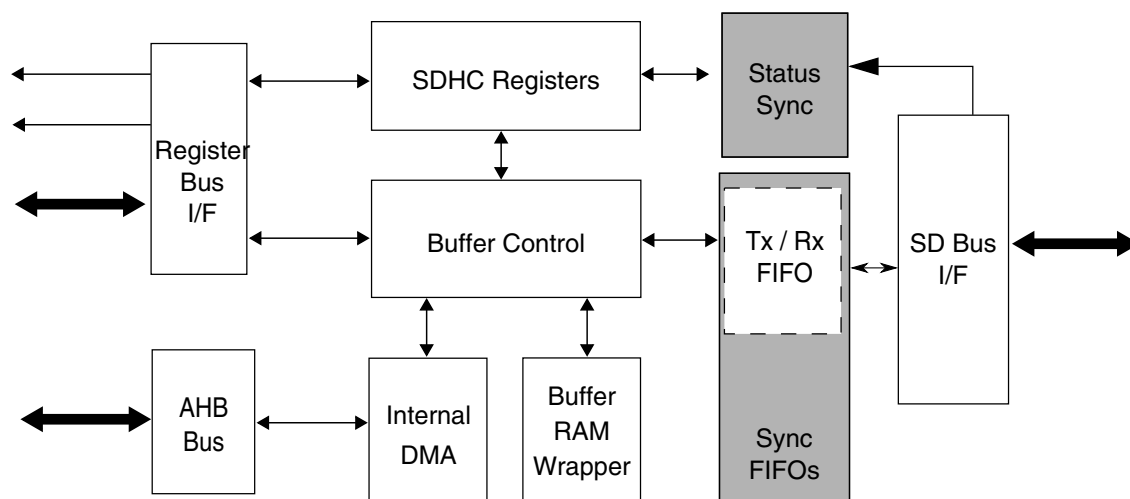 SDHC Registers
Status
Sync
Register
Bus
I/F
Buffer Control
Tx / Rx
FIFO
SD Bus
I/F
AHB
Bus
Internal
DMA
Buffer
RAM
Wrapper
Sync
FIFOs